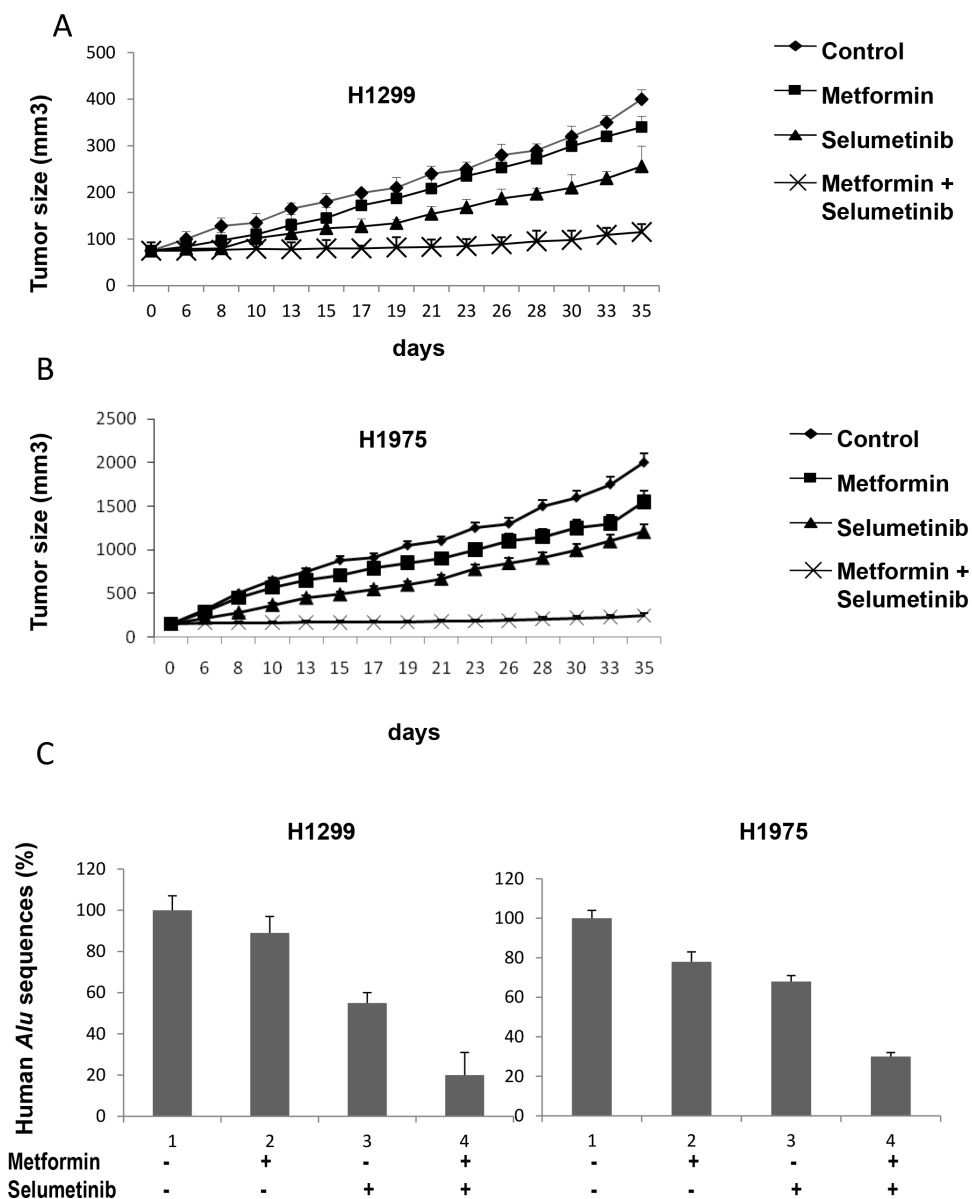 A
H1299
Tumor size (mm3)
500
400
300
200
100
0
0 6 8 10 13 15 17 19 21 23 26 28 30 33 35
days
Control
Metformin
Selumetinib
Metformin +
Selumetinib
B
H1975
Tumor size (mm3)
2500
2000
1500
1000
500
0
0 6 8 10 13 15 17 19 21 23 26 28 30 33 35
days
Control
Metformin
Selumetinib
Metformin +
Selumetinib
C
H1299
Human Alu sequences (%)
120
100
80
60
40
20
0
1 2 3 4
H1975
120
100
80
60
40
20
0
1 2 3 4
Metformin - + - + - + - +
Selumetinib - - + + - - + +